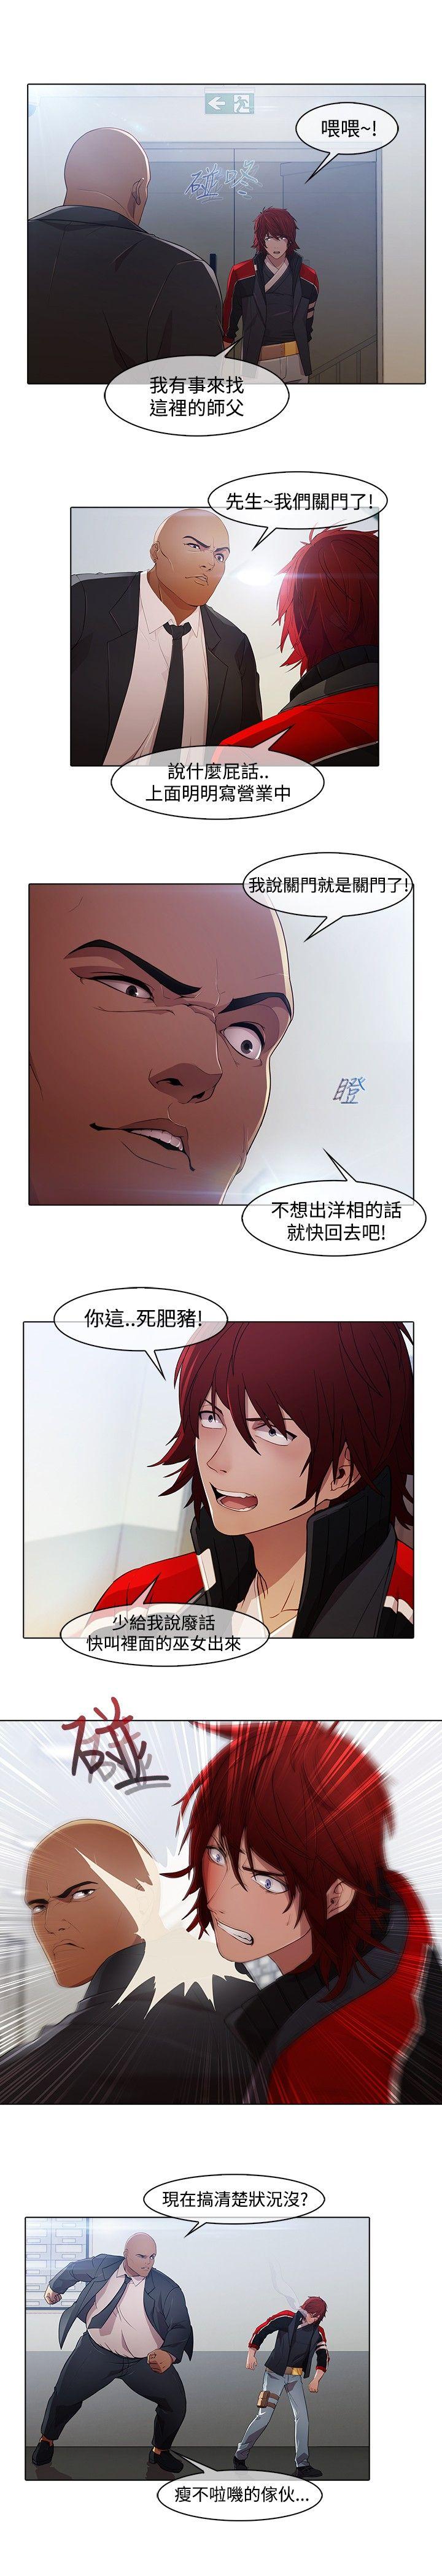 喂喂~!
碰咚
我有事來找
這裡的師父
先生~我們關門了!
說什麼屁話..
上面明明寫營業中
我說關門就是關門了!
瞪
不想出洋相的話
就快回去吧!
你這..死肥豬!
少給我說廢話
快叫裡面的巫女出來
碰
現在搞清楚狀況沒?
瘦不啦嘰的傢伙...